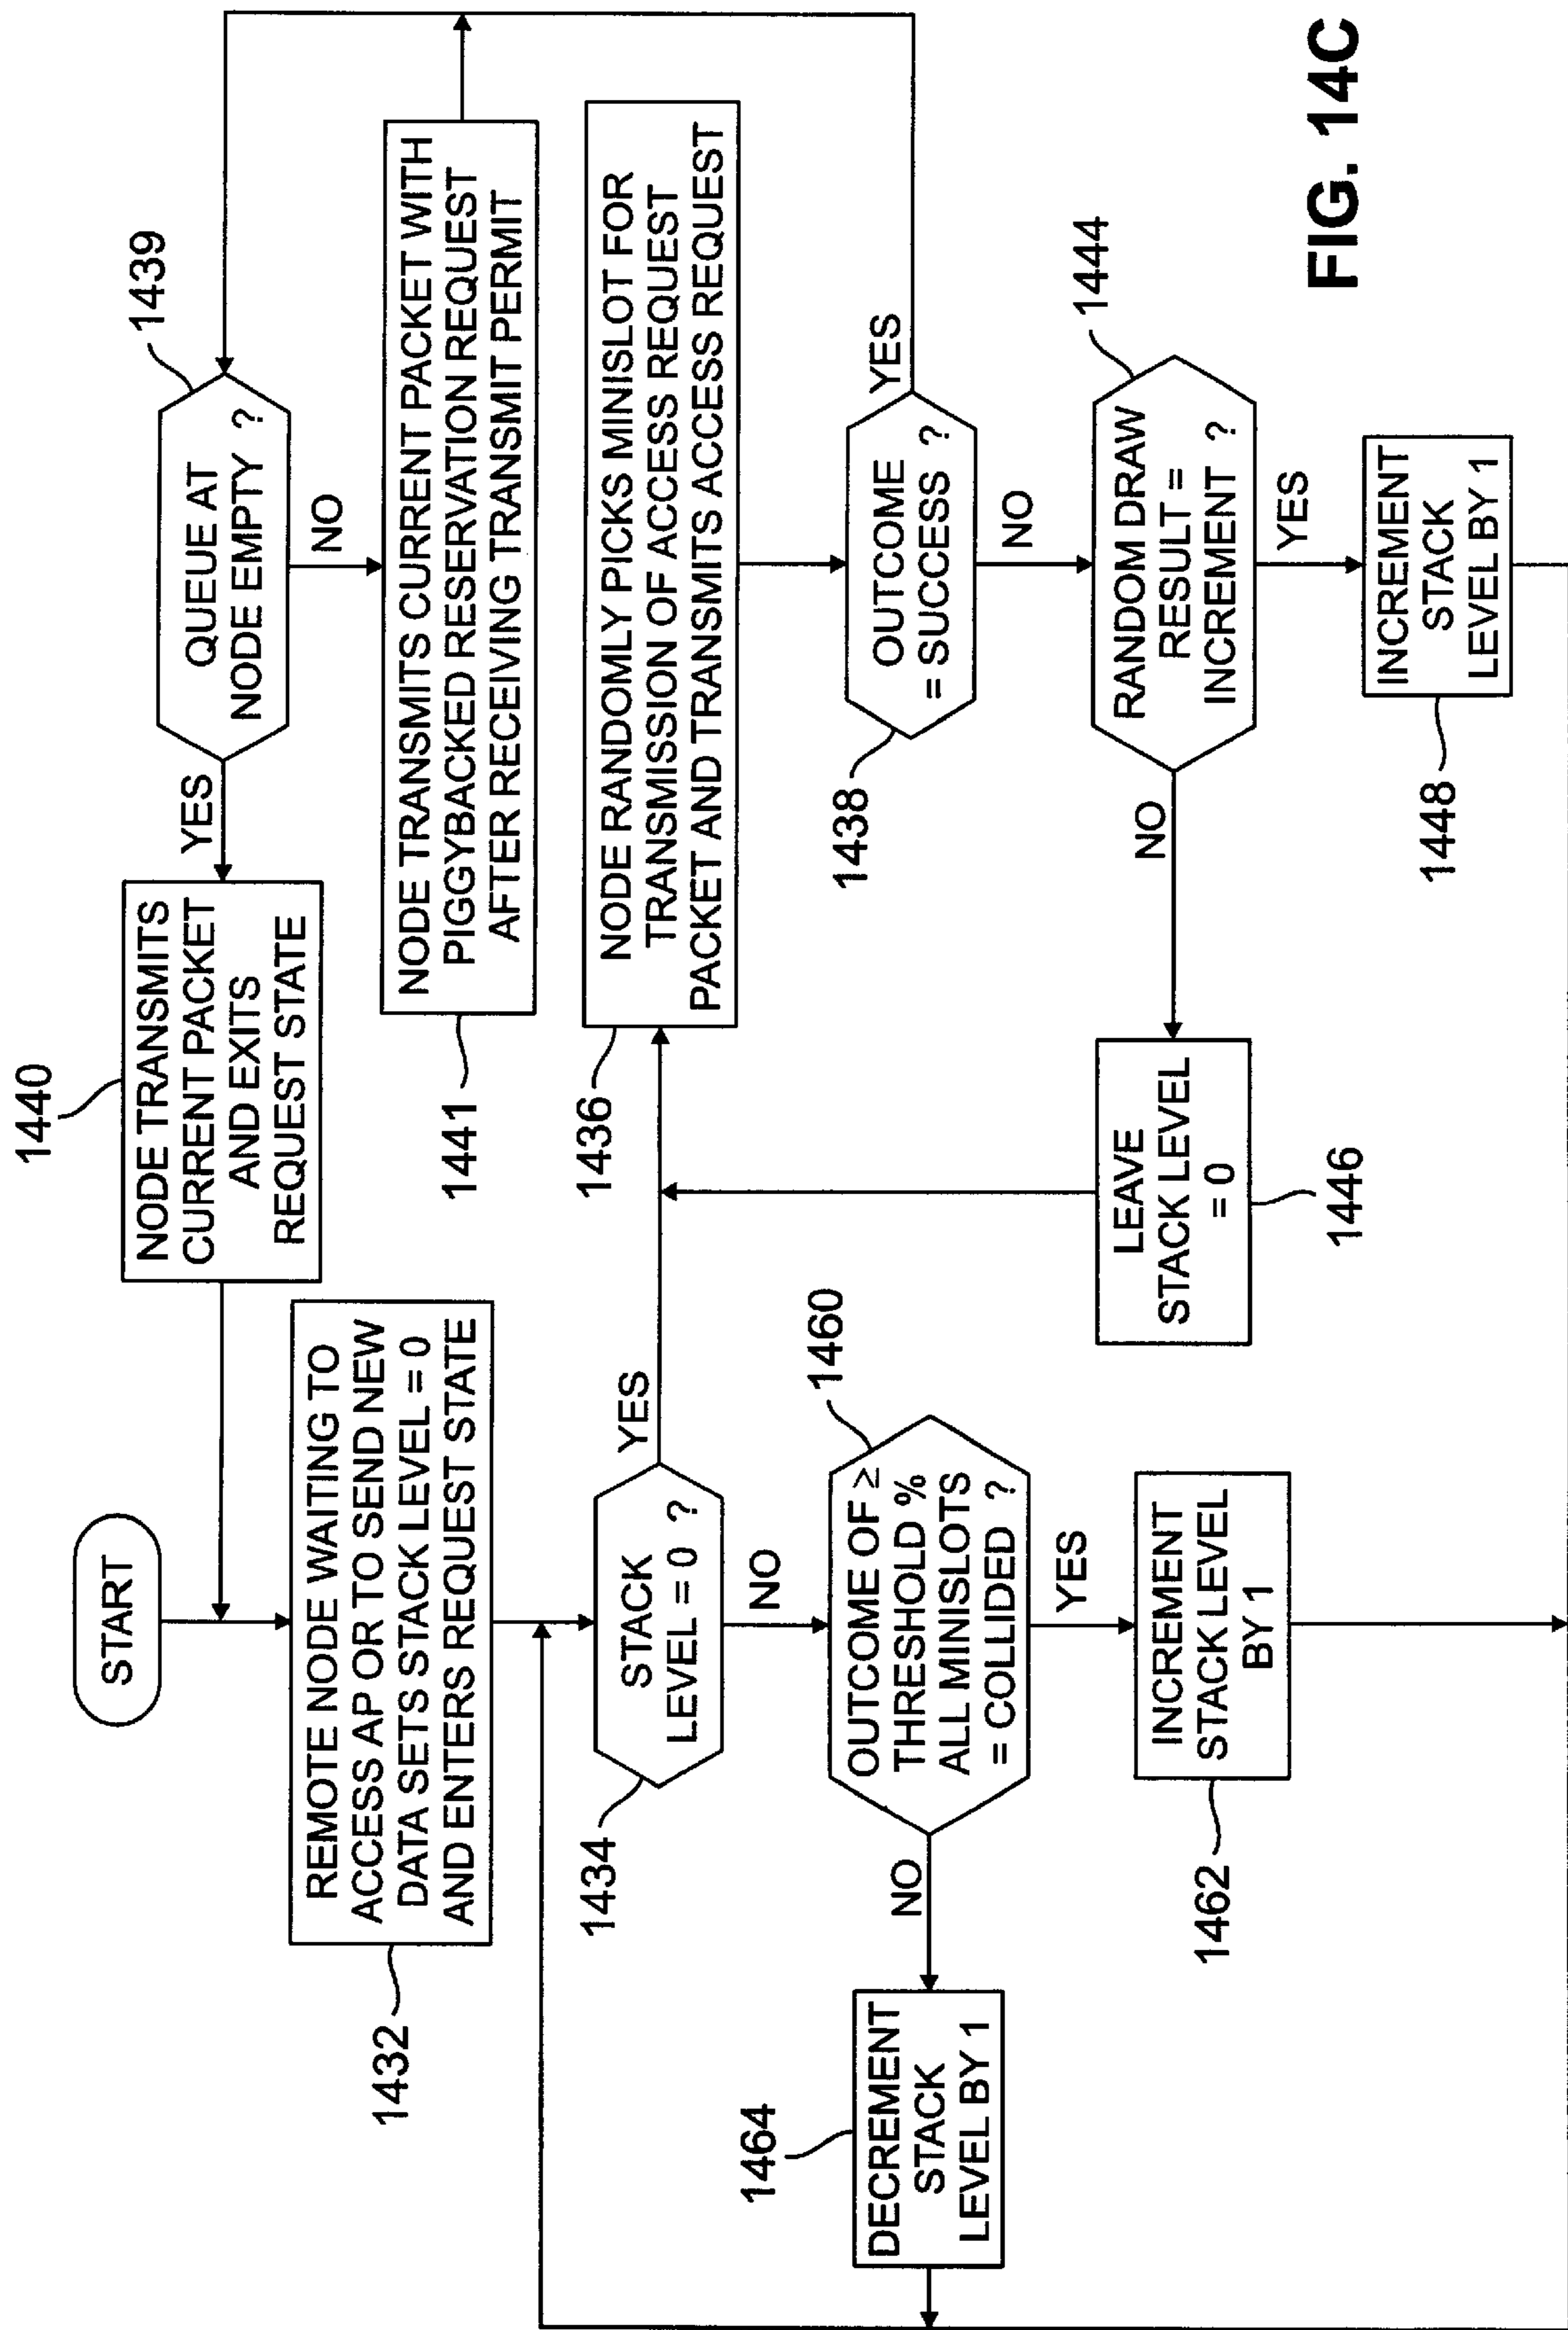 START
REMOTE NODE WAITING TO
ACCESS AP OR TO SEND NEW
DATA SETS STACK LEVEL = 0
AND ENTERS REQUEST STATE
1432
STACK
LEVEL = 0 ?
1434
YES
NO
OUTCOME OF ≥
THRESHOLD %
ALL MINISLOTS
= COLLIDED ?
1460
NO
YES
DECREMENT
STACK
LEVEL BY 1
1464
INCREMENT
STACK LEVEL
BY 1
1462
NODE TRANSMITS
CURRENT PACKET
AND EXITS
REQUEST STATE
1440
YES
QUEUE AT
NODE EMPTY ?
1439
NO
NODE TRANSMITS CURRENT PACKET WITH
PIGGYBACKED RESERVATION REQUEST
AFTER RECEIVING TRANSMIT PERMIT
1441
NODE RANDOMLY PICKS MINISLOT FOR
TRANSMISSION OF ACCESS REQUEST
PACKET AND TRANSMITS ACCESS REQUEST
1436
OUTCOME
= SUCCESS ?
1438
YES
NO
RANDOM DRAW
RESULT =
INCREMENT ?
1444
NO
YES
LEAVE
STACK LEVEL
= 0
1446
INCREMENT
STACK
LEVEL BY 1
1448
FIG. 14C